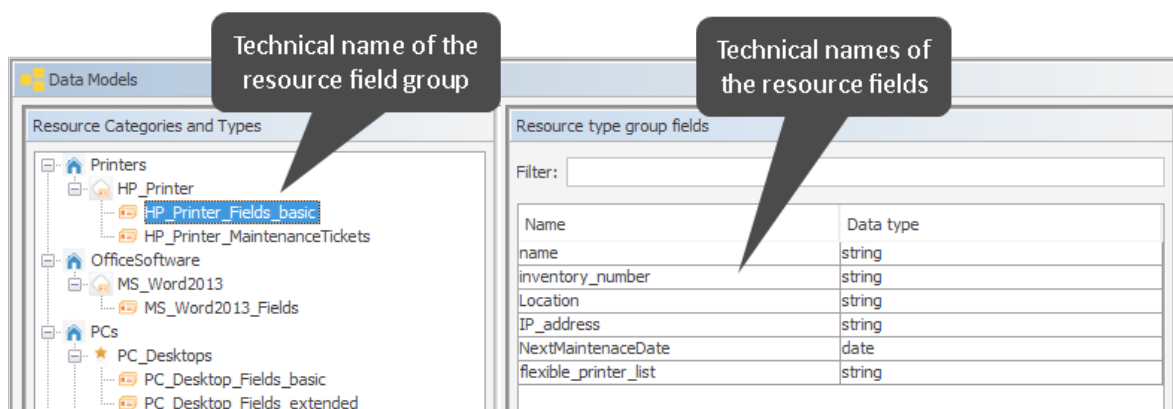 Technical name of the
resource field group
Technical names of
the resource fields
Data Models
Resource Categories and Types
Printers
HP_Printer
HP_Printer_Fields_basic
HP_Printer_MaintenanceTickets
OfficeSoftware
MS_Word2013
MS_Word2013_Fields
PCs
PC_Desktops
PC_Desktop_Fields_basic
PC_Desktop_Fields_extended
Resource type group fields
Filter:
Name Data type
name string
inventory_number string
Location string
IP_address string
NextMaintenaceDate date
flexible_printer_list string